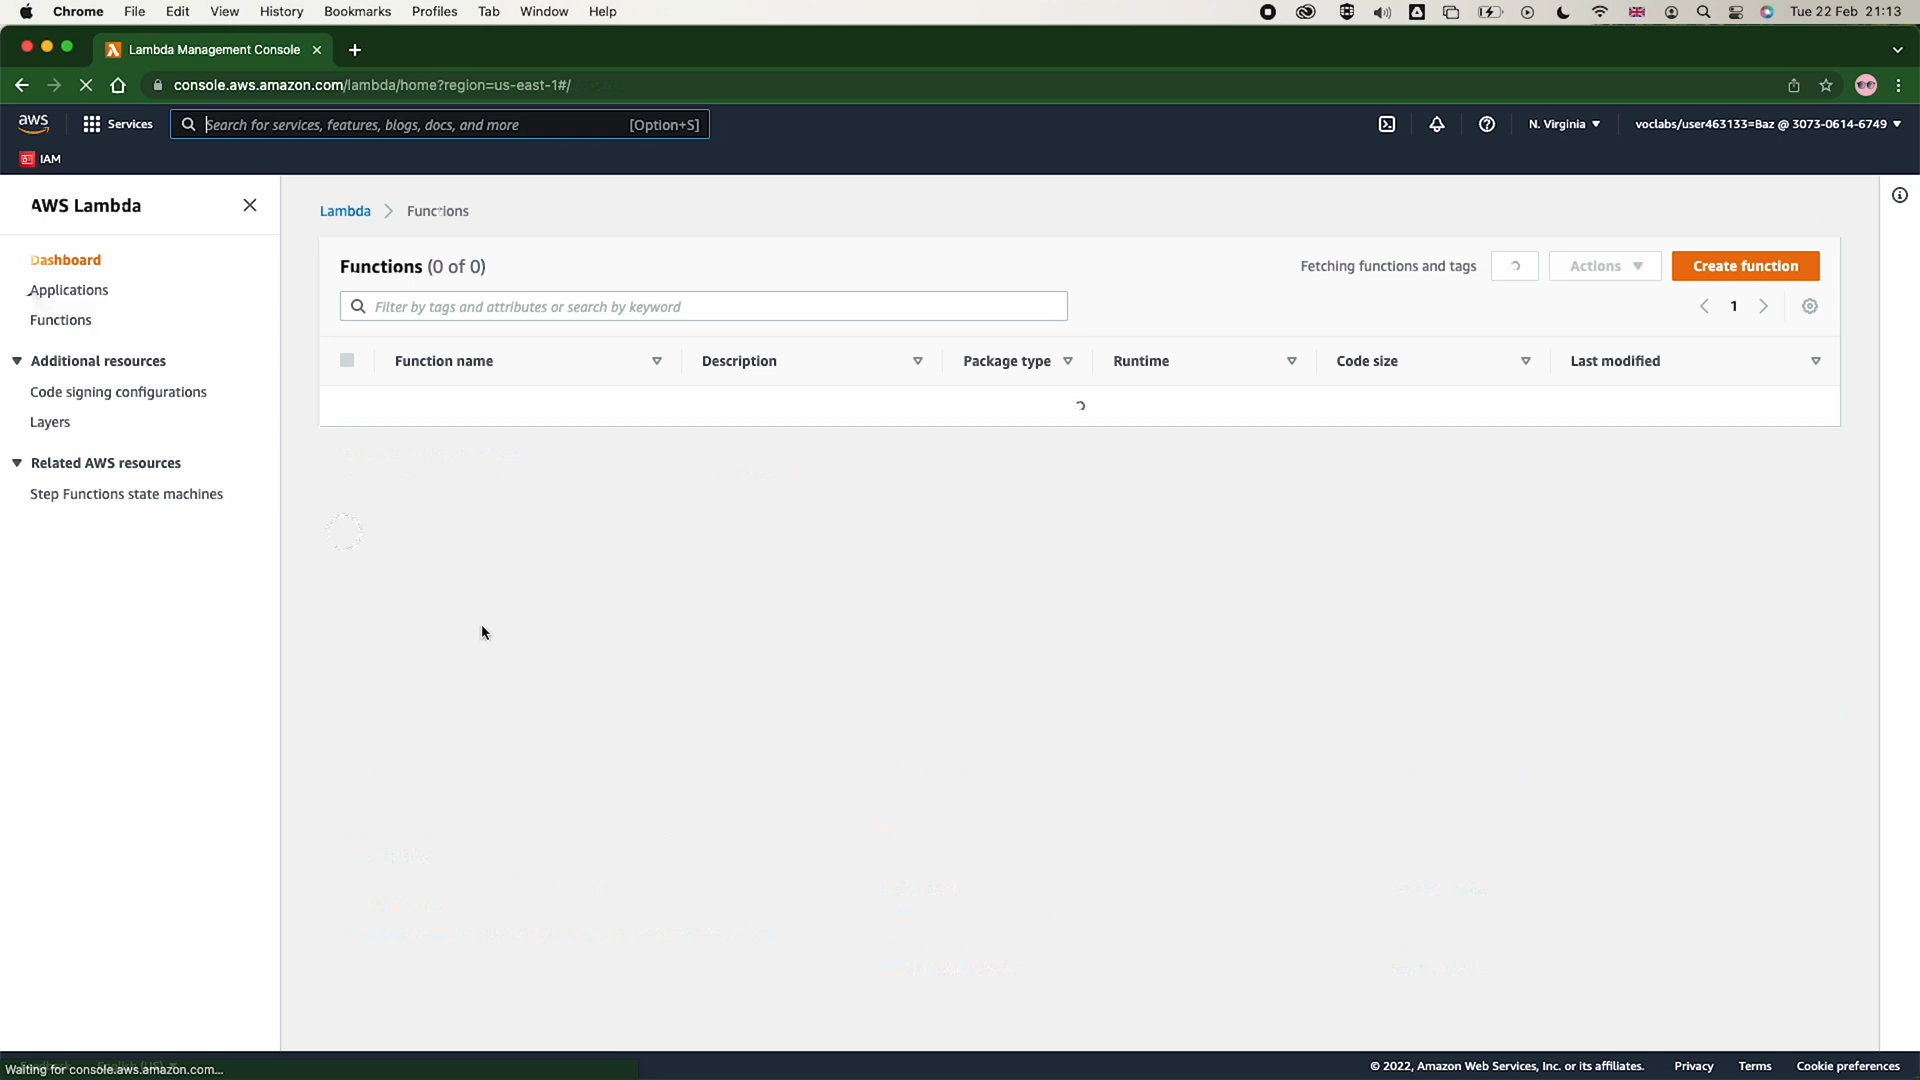 Chrome File Edit View History Bookmarks Profiles Tab Window Help Tue 22 Feb 21:13
Lambda Management Console
console.aws.amazon.com/lambda/home?region=us-east-1#/
aws Services Search for services, features, blogs, docs, and more [Option+S] N. Virginia voclabs/user463133=Baz @ 3073-0614-6749
IAM
AWS Lambda
Dashboard
Applications
Functions
Additional resources
Code signing configurations
Layers
Related AWS resources
Step Functions state machines
Lambda Functions
Functions (0 of 0) Fetching functions and tags Actions Create function
Filter by tags and attributes or search by keyword 1
Function name Description Package type Runtime Code size Last modified
Waiting for console.aws.amazon.com...
© 2022, Amazon Web Services, Inc. or its affiliates. Privacy Terms Cookie preferences